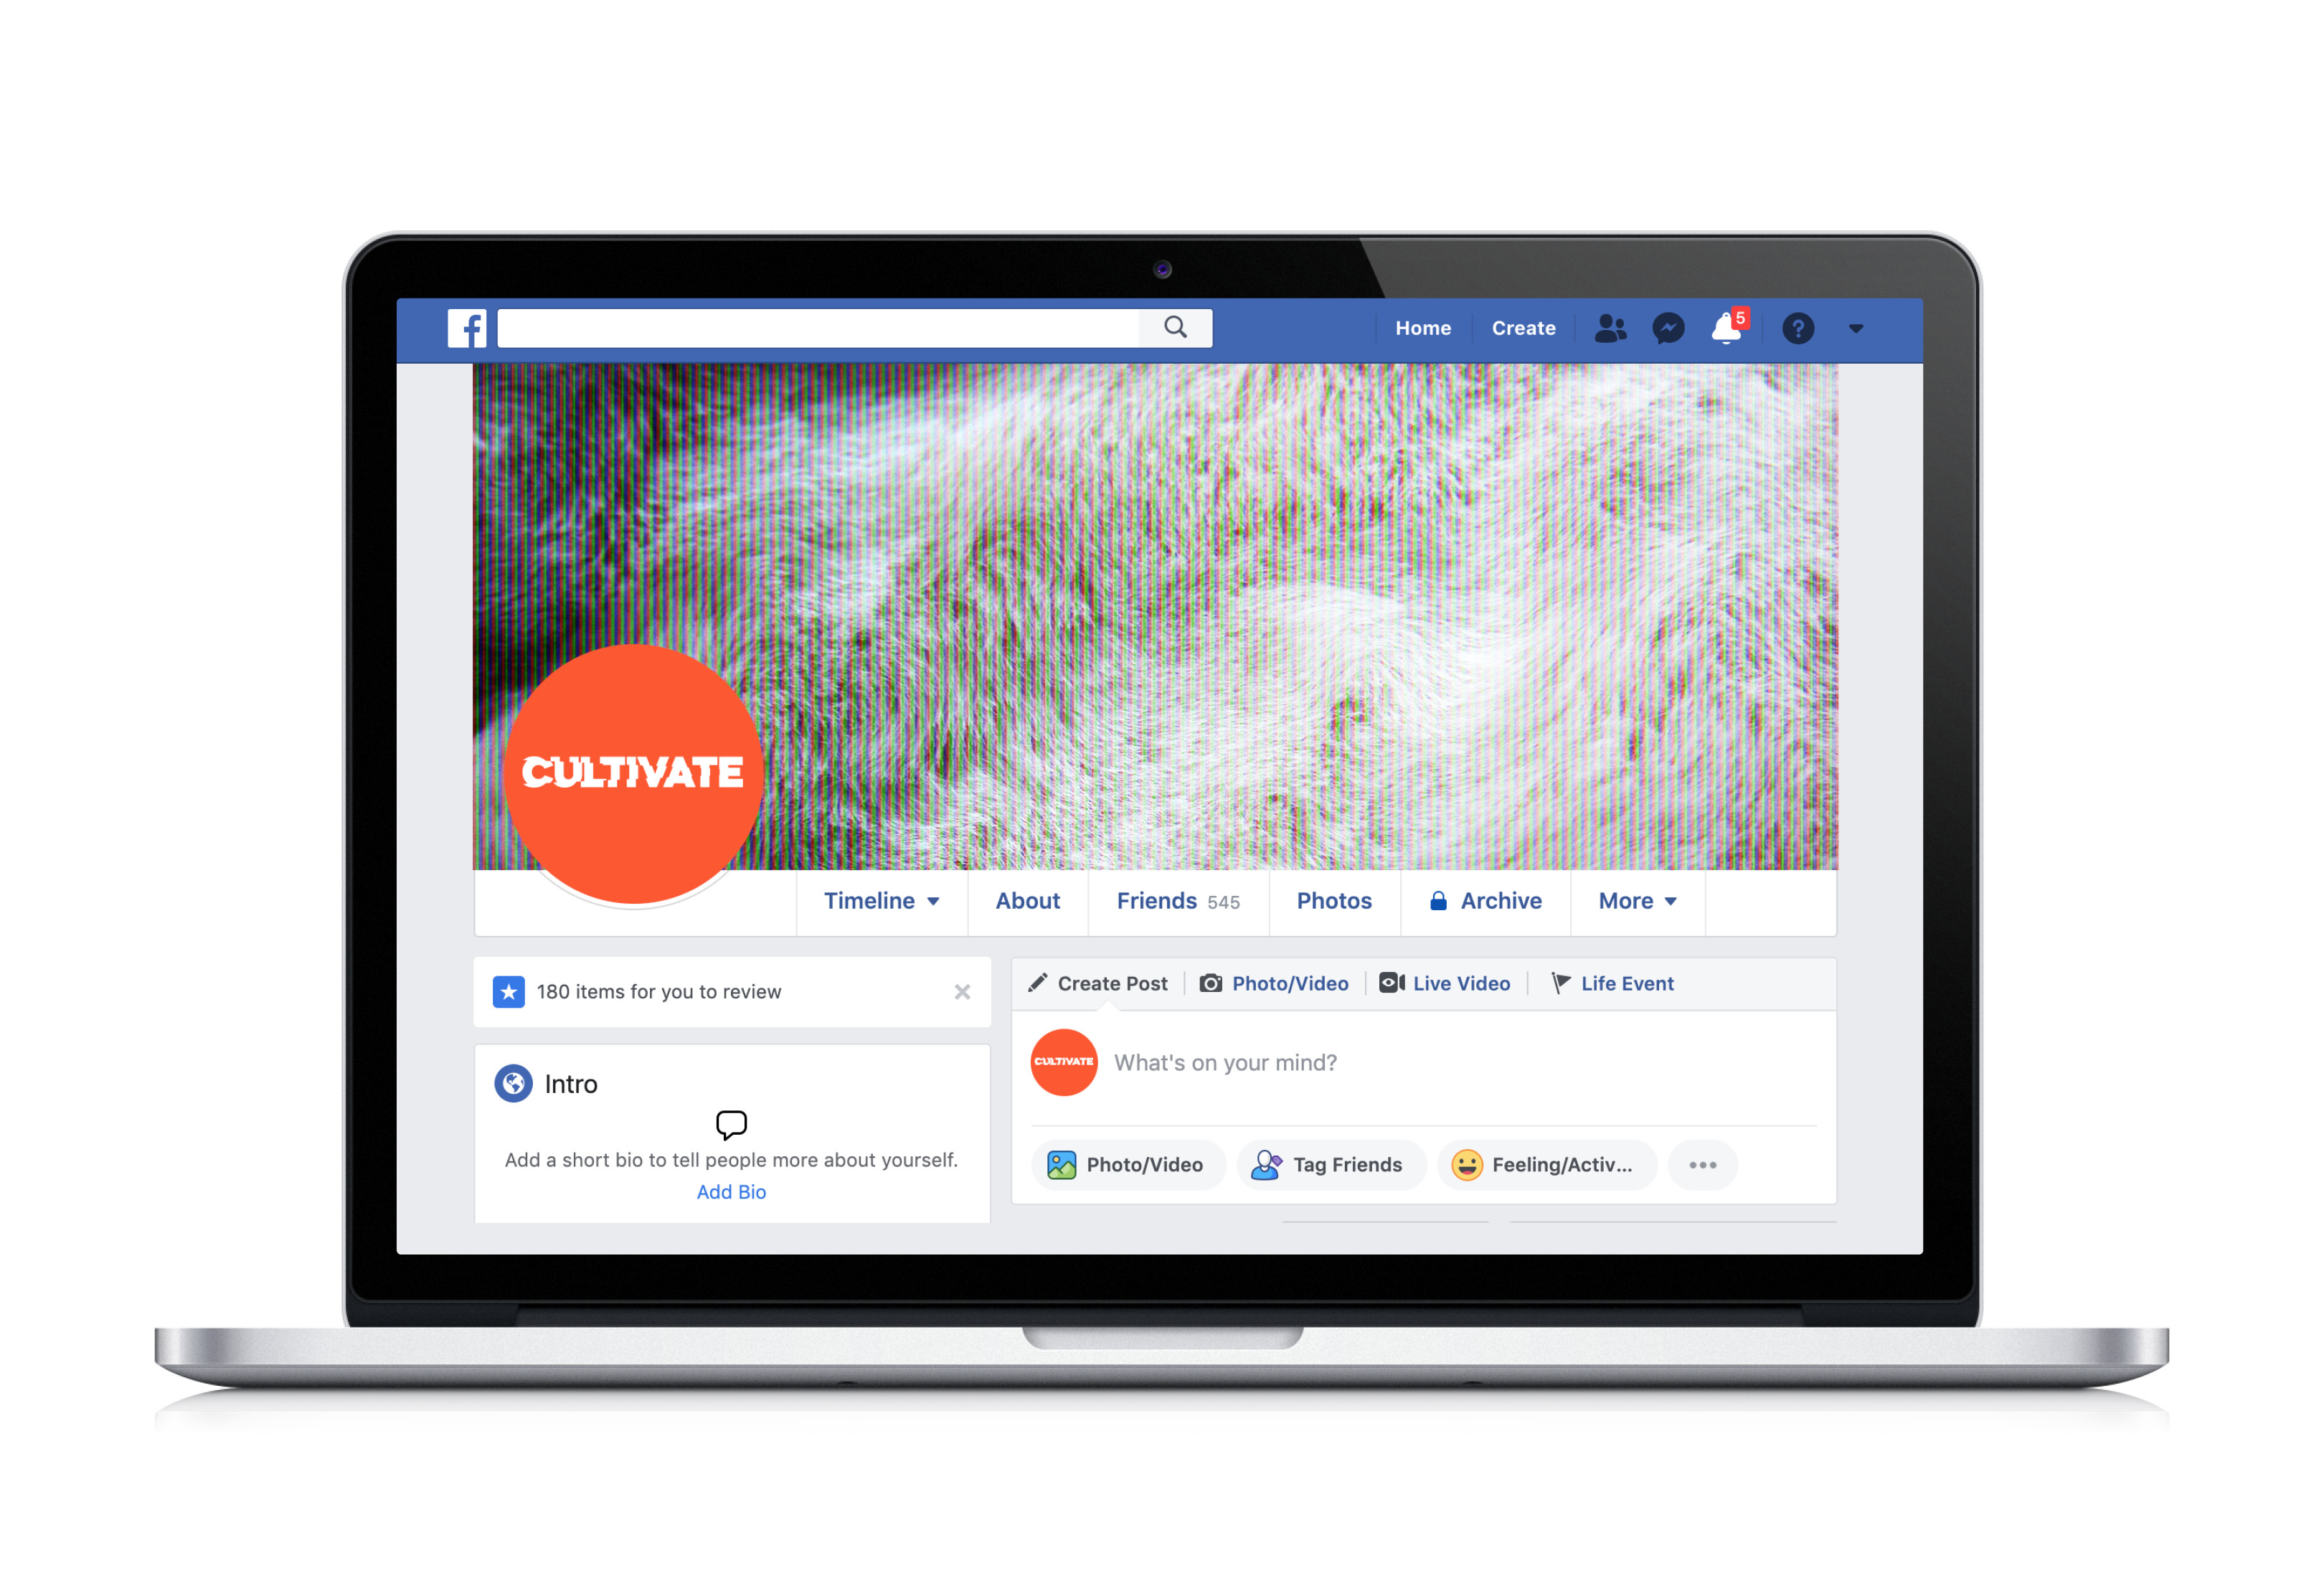 Home Create 5 ?
CULTIVATE
Timeline About Friends 545 Photos Archive More
180 items for you to review
Create Post Photo/Video Live Video Life Event
CULTIVATE What's on your mind?
Intro
Add a short bio to tell people more about yourself.
Add Bio
Photo/Video Tag Friends Feeling/Activ...